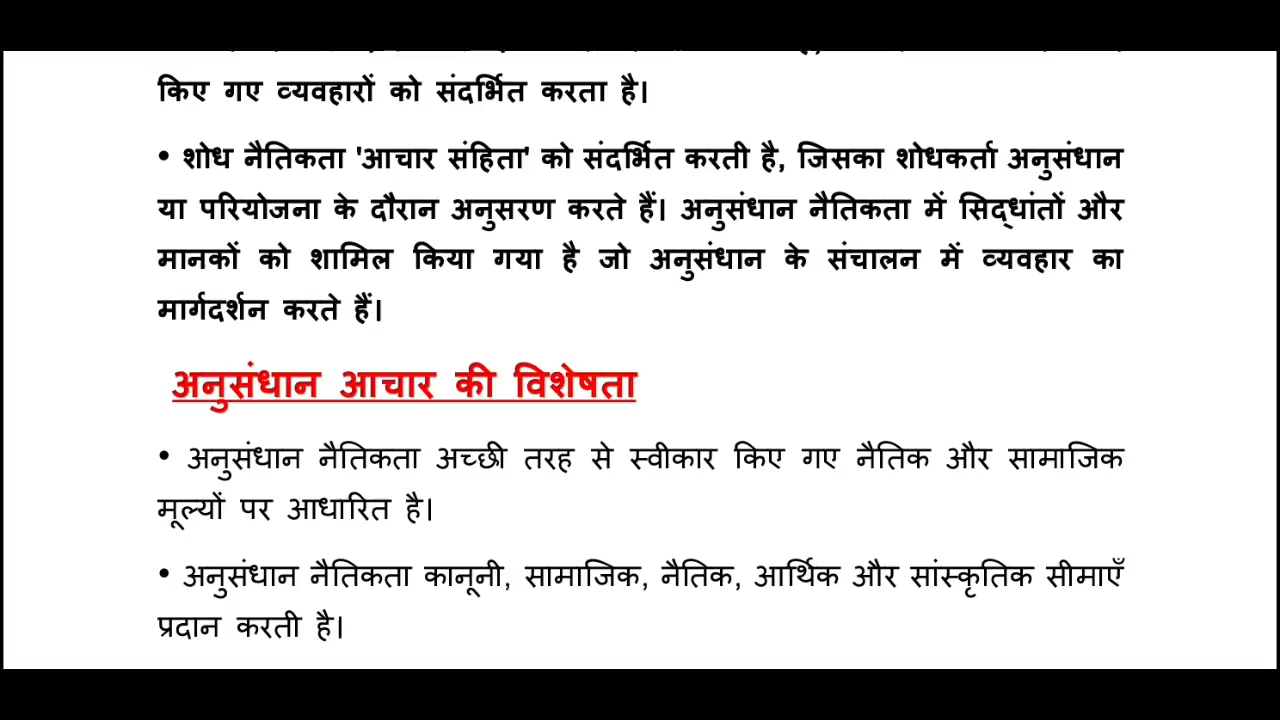 किए गए व्यवहारों को संदर्भित करता है।
• शोध नैतिकता 'आचार संहिता' को संदर्भित करती है, जिसका शोधकर्ता अनुसंधान
या परियोजना के दौरान अनुसरण करते हैं। अनुसंधान नैतिकता में सिद्धांतों और
मानकों को शामिल किया गया है जो अनुसंधान के संचालन में व्यवहार का
मार्गदर्शन करते हैं।
अनुसंधान आचार की विशेषता
• अनुसंधान नैतिकता अच्छी तरह से स्वीकार किए गए नैतिक और सामाजिक
मूल्यों पर आधारित है।
• अनुसंधान नैतिकता कानूनी, सामाजिक, नैतिक, आर्थिक और सांस्कृतिक सीमाएँ
प्रदान करती है।